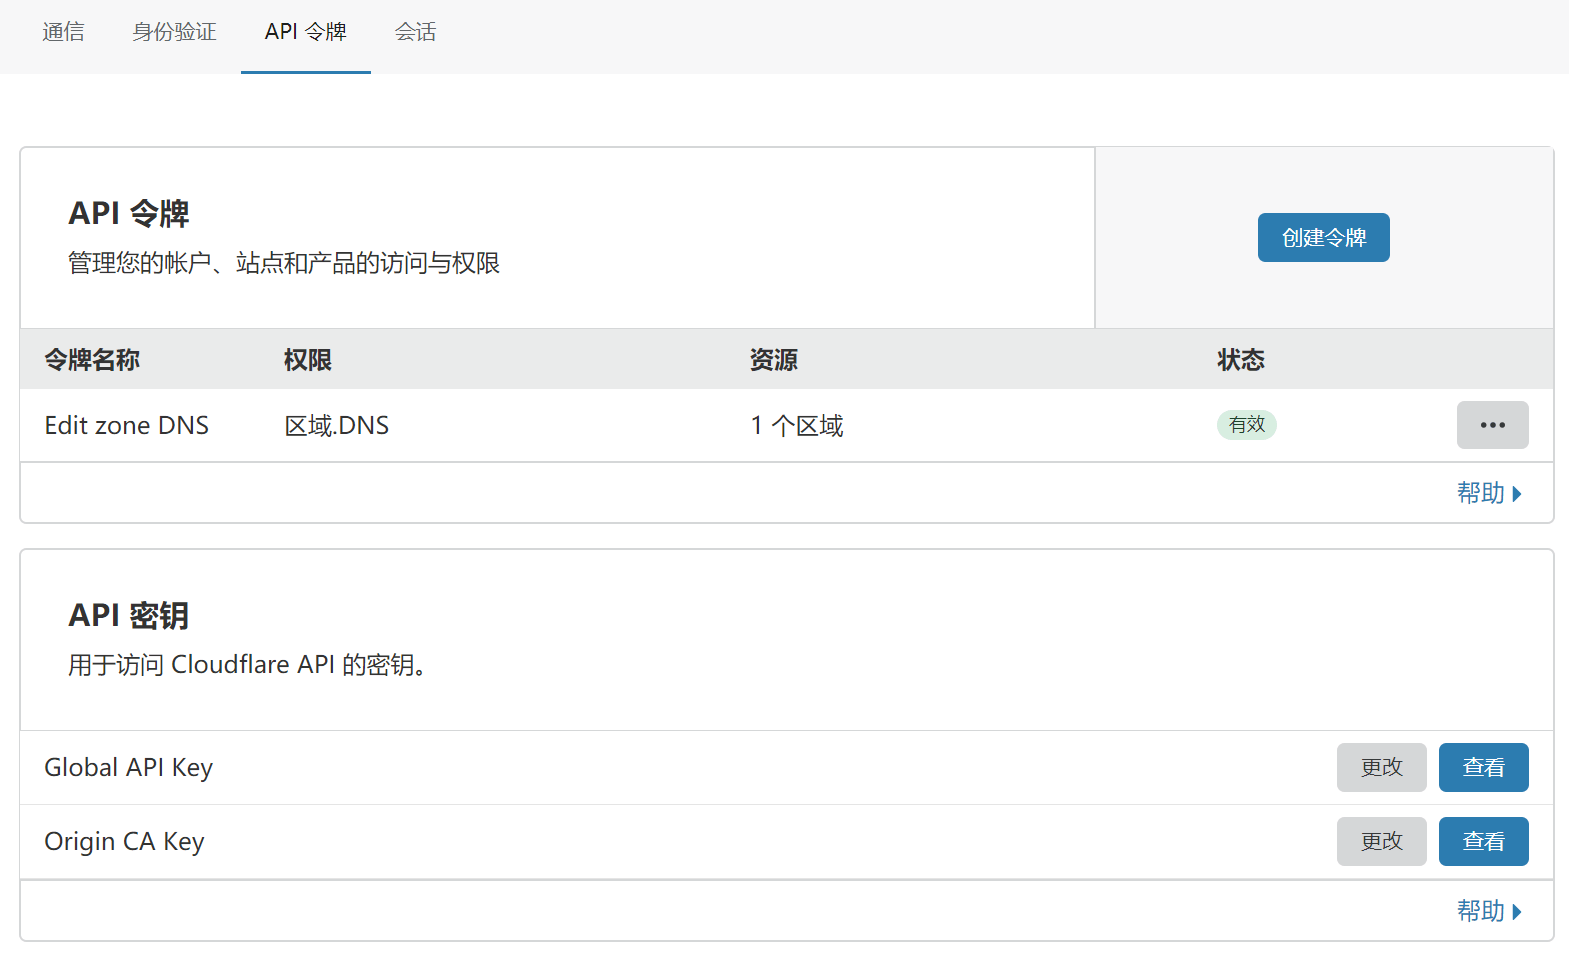 通信 身份验证 API 令牌 会话
API 令牌
管理您的帐户、站点和产品的访问与权限
创建令牌
令牌名称 权限 资源 状态
Edit zone DNS 区域.DNS 1 个区域 有效
帮助
API 密钥
用于访问 Cloudflare API 的密钥。
Global API Key 更改 查看
Origin CA Key 更改 查看
帮助